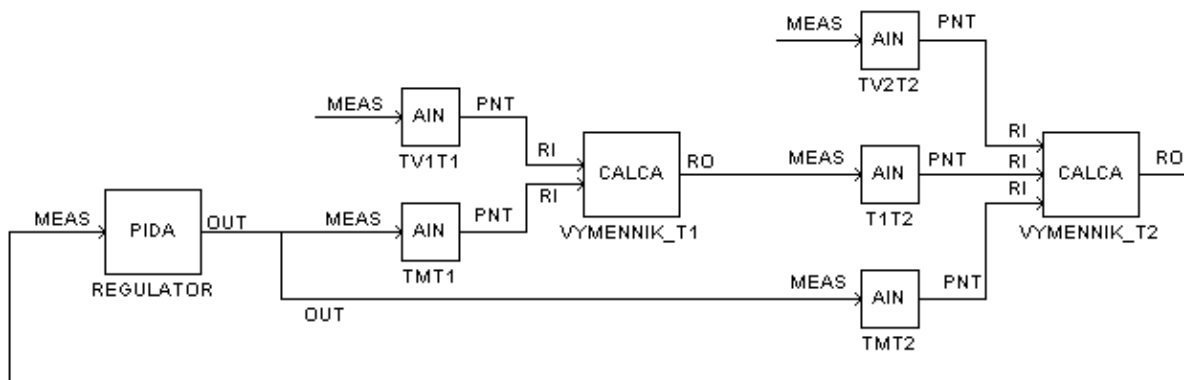 MEAS
AIN
PNT
TV2T2
MEAS
AIN
PNT
TV1T1
RI
RI
CALCA
RO
VYMENNIK_T1
MEAS
PIDA
OUT
REGULATOR
MEAS
AIN
PNT
TMT1
MEAS
AIN
PNT
T1T2
RI
RI
RI
CALCA
RO
VYMENNIK_T2
OUT
MEAS
AIN
PNT
TMT2